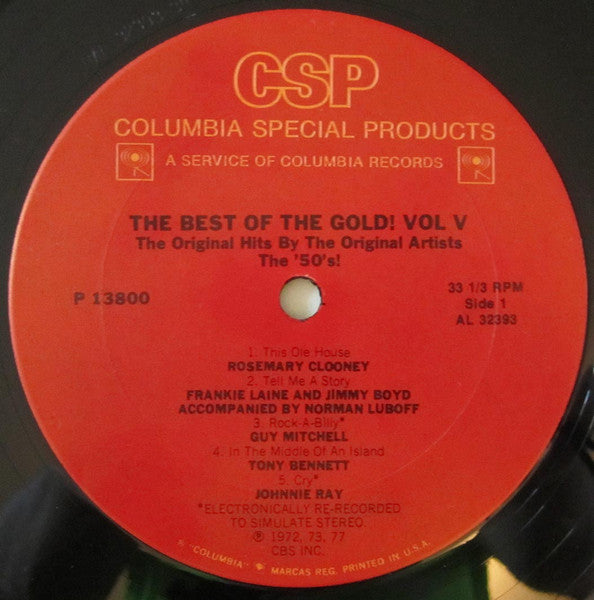 CSP
COLUMBIA SPECIAL PRODUCTS
A SERVICE OF COLUMBIA RECORDS
THE BEST OF THE GOLD! VOL V
The Original Hits By The Original Artists
The '50's!
P 13800
33 1/3 RPM
Side 1
AL 32393
1. This Ole House
ROSEMARY CLOONEY
2. Tell Me A Story
FRANKIE LAINE AND JIMMY BOYD
ACCOMPANIED BY NORMAN LUBOFF
3. Rock-A-Billy*
GUY MITCHELL
4. In The Middle Of An Island
TONY BENNETT
5. Cry*
JOHNNIE RAY
*ELECTRONICALLY RE-RECORDED
TO SIMULATE STEREO.
℗ 1972, 73, 77
CBS INC.
"COLUMBIA" MARCAS REG. PRINTED IN U.S.A.